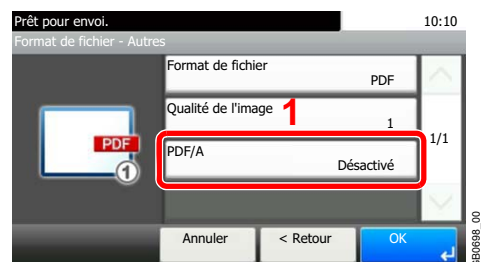 Prêt pour envoi. 10:10
Format de fichier - Autres
Format de fichier
PDF
Qualité de l'image
1
1
PDF/A
Désactivé
1/1
PDF
1
Annuler < Retour OK
GB0698_00